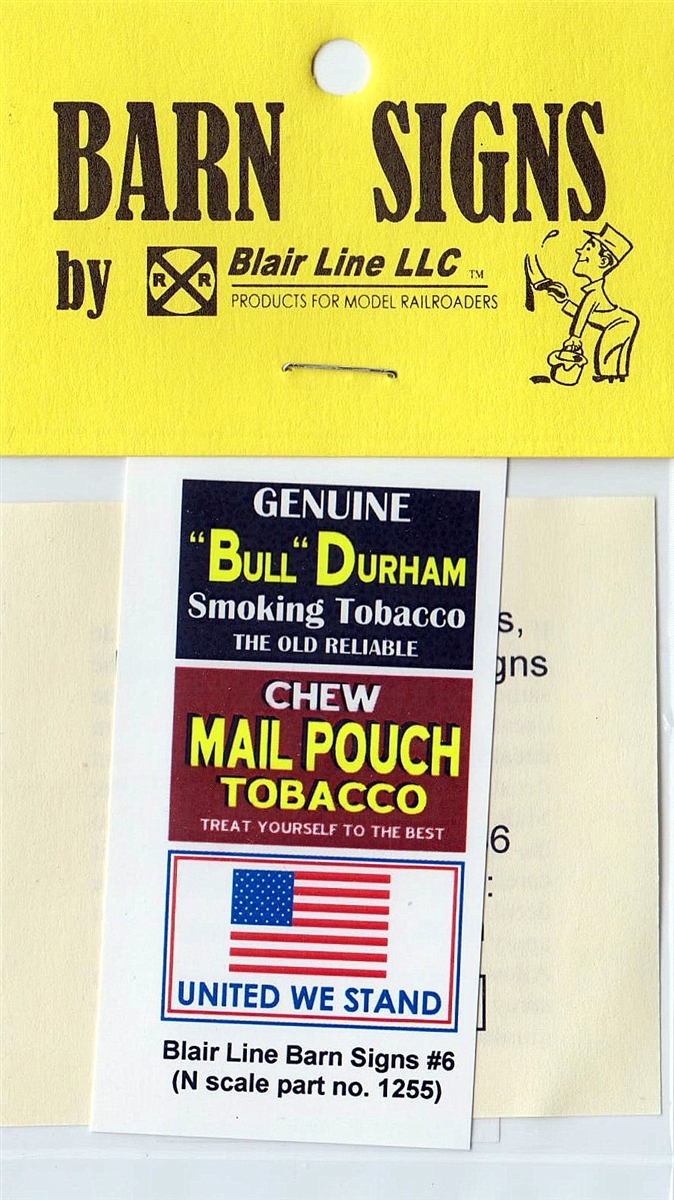 BARN SIGNS
by
R R
Blair Line LLC ™
PRODUCTS FOR MODEL RAILROADERS
GENUINE
“BULL“ DURHAM
Smoking Tobacco
THE OLD RELIABLE
CHEW
MAIL POUCH
TOBACCO
TREAT YOURSELF TO THE BEST
UNITED WE STAND
Blair Line Barn Signs #6
(N scale part no. 1255)
s,
gns
6
: